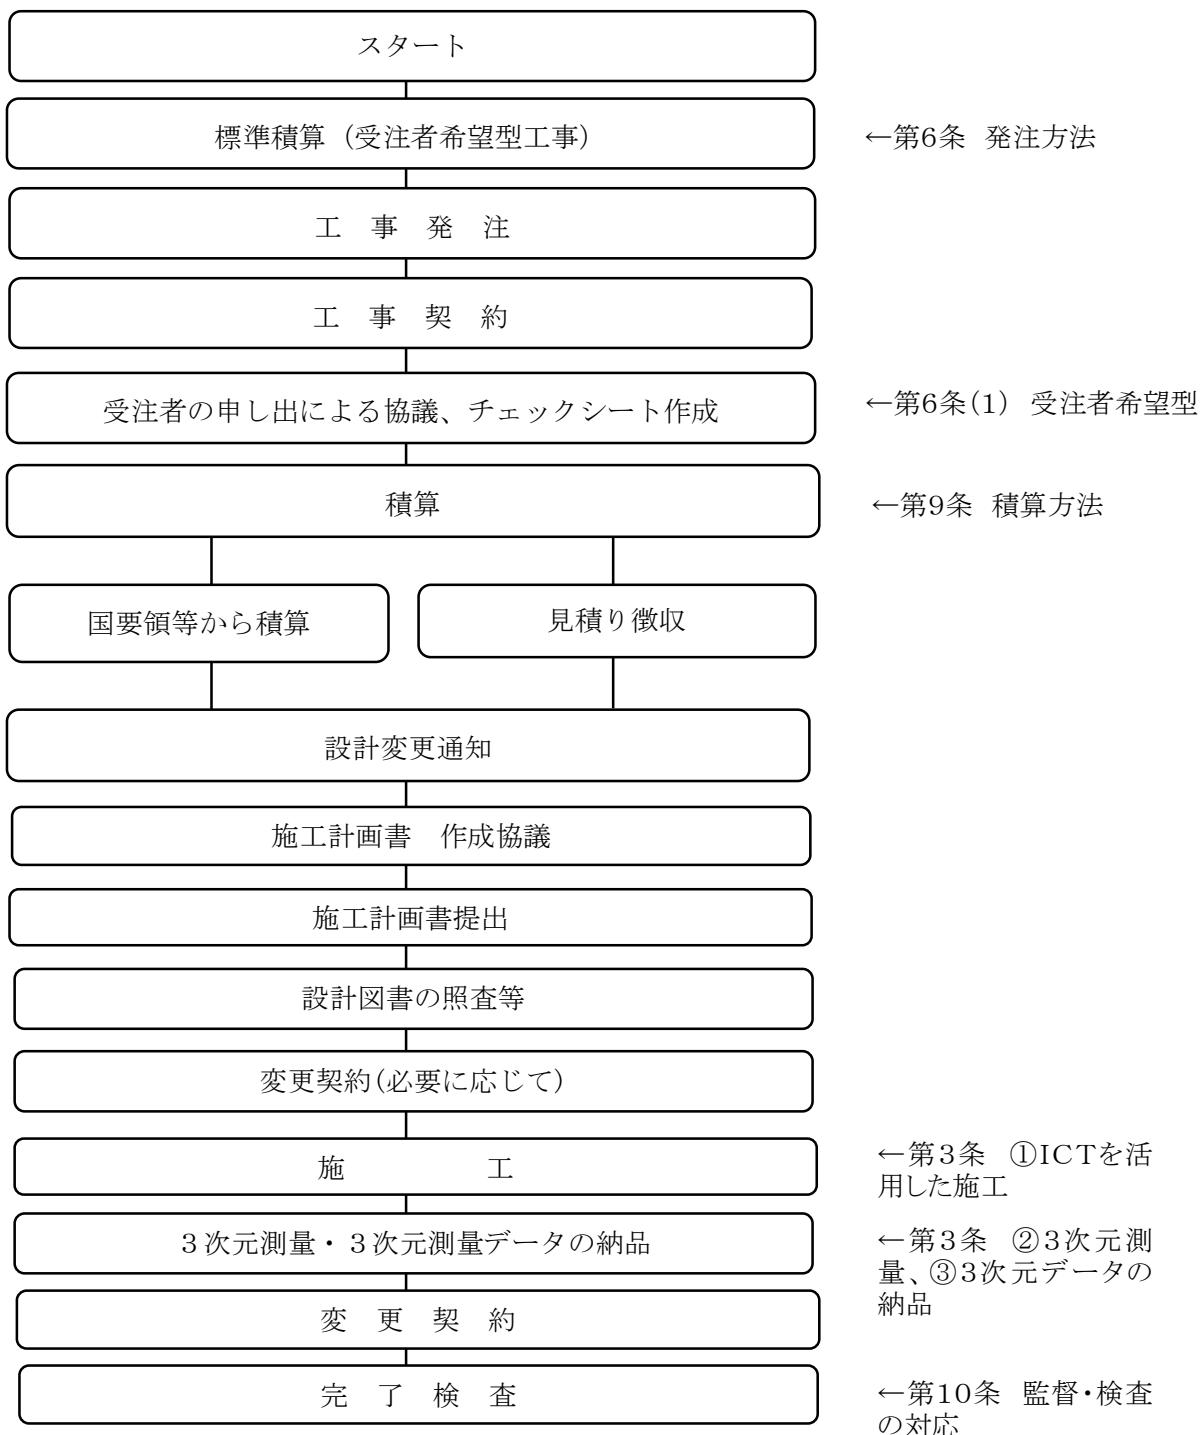 スタート
標準積算（受注者希望型工事）
←第6条　発注方法
工　事　発　注
工　事　契　約
受注者の申し出による協議、チェックシート作成
←第6条(1)　受注者希望型
積算
←第9条　積算方法
国要領等から積算
見積り徴収
設計変更通知
施工計画書　作成協議
施工計画書提出
設計図書の照査等
変更契約(必要に応じて)
施　　　　　工
←第３条　①ICTを活
用した施工
３次元測量・３次元測量データの納品
←第３条　②３次元測
量、③３次元データの
納品
変　更　契　約
完　了　検　査
←第10条　監督・検査
の対応